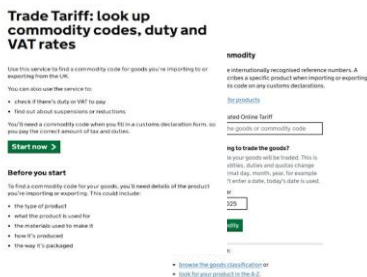 Trade Tariff: look up
commodity codes, duty and
VAT rates
Use this service to find a commodity code for goods you're importing to or
exporting from the UK.
You can also use the service to:
• check if there's duty or VAT to pay
• find out about suspensions or reductions
You'll need a commodity code when you fill in a customs declaration form, so
you pay the correct amount of tax and duties.
Start now >
Before you start
To find a commodity code for your goods, you'll need details of the product
you're importing or exporting. This could include:
• the type of product
• what the product is used for
• the materials used to make it
• how it's produced
• the way it's packaged
mmodity
e internationally recognised reference numbers. A
cribes a specific product when importing or exporting
is code on any customs declarations.
for products
ated Online Tariff
he goods or commodity code
ng to trade the goods?
w your goods will be traded. This is
duties and quotas change
rmat day, month, year, for example
't enter a date, today's date is used.
025
• browse the goods classification or
• look for your product in the A-Z.